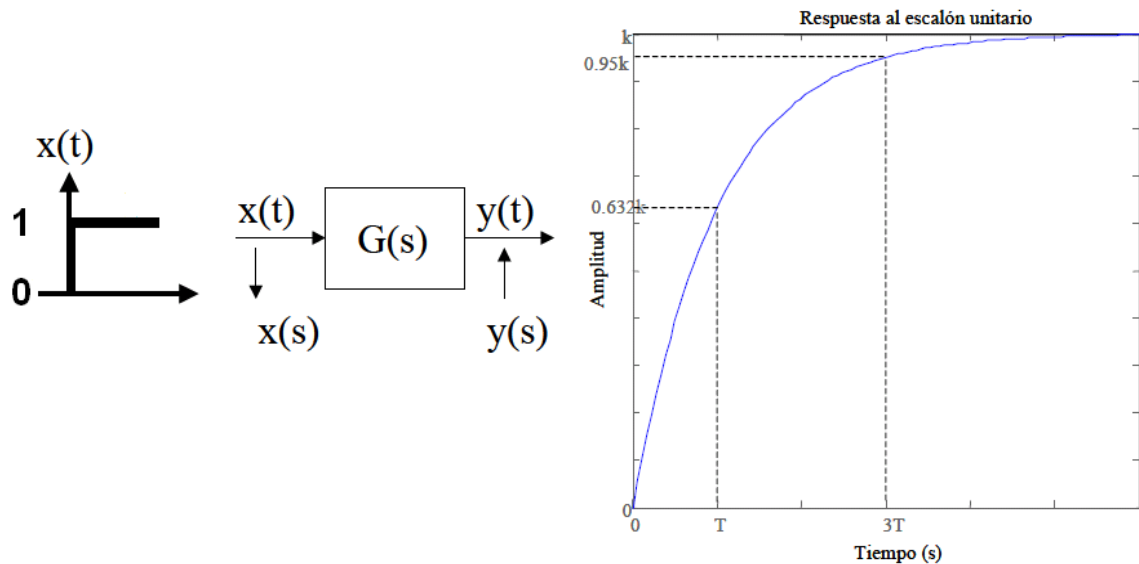 x(t)
1
0
x(t)
G(s)
y(t)
x(s)
y(s)
Respuesta al escalón unitario
k
0.95k
0.632k
Amplitud
0
0
T
3T
Tiempo (s)